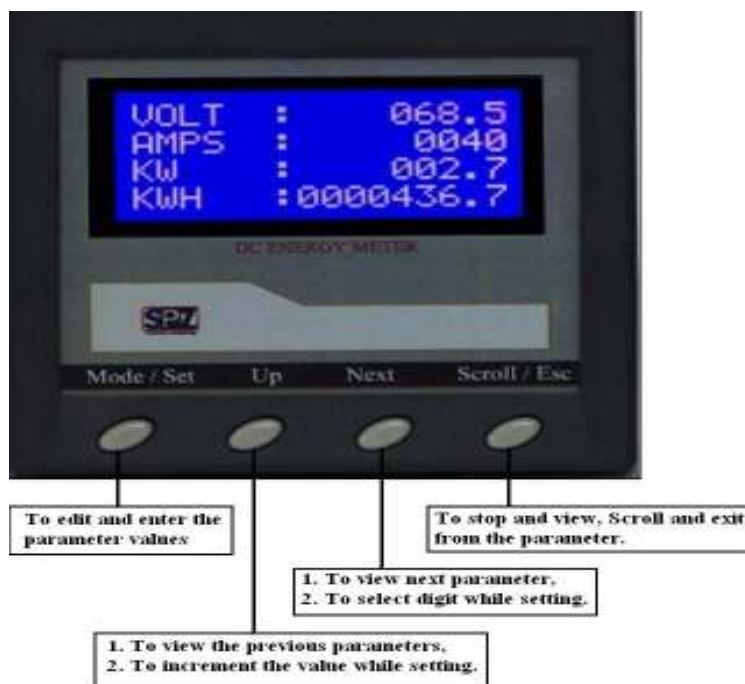 VOLT : 068.5
AMPS : 0040
KW : 002.7
KWH :0000436.7
DC ENERGY METER
Mode / Set Up Next Scroll / Esc
To edit and enter the
parameter values
To stop and view, Scroll and exit
from the parameter.
1. To view next parameter,
2. To select digit while setting.
1. To view the previous parameters,
2. To increment the value while setting.